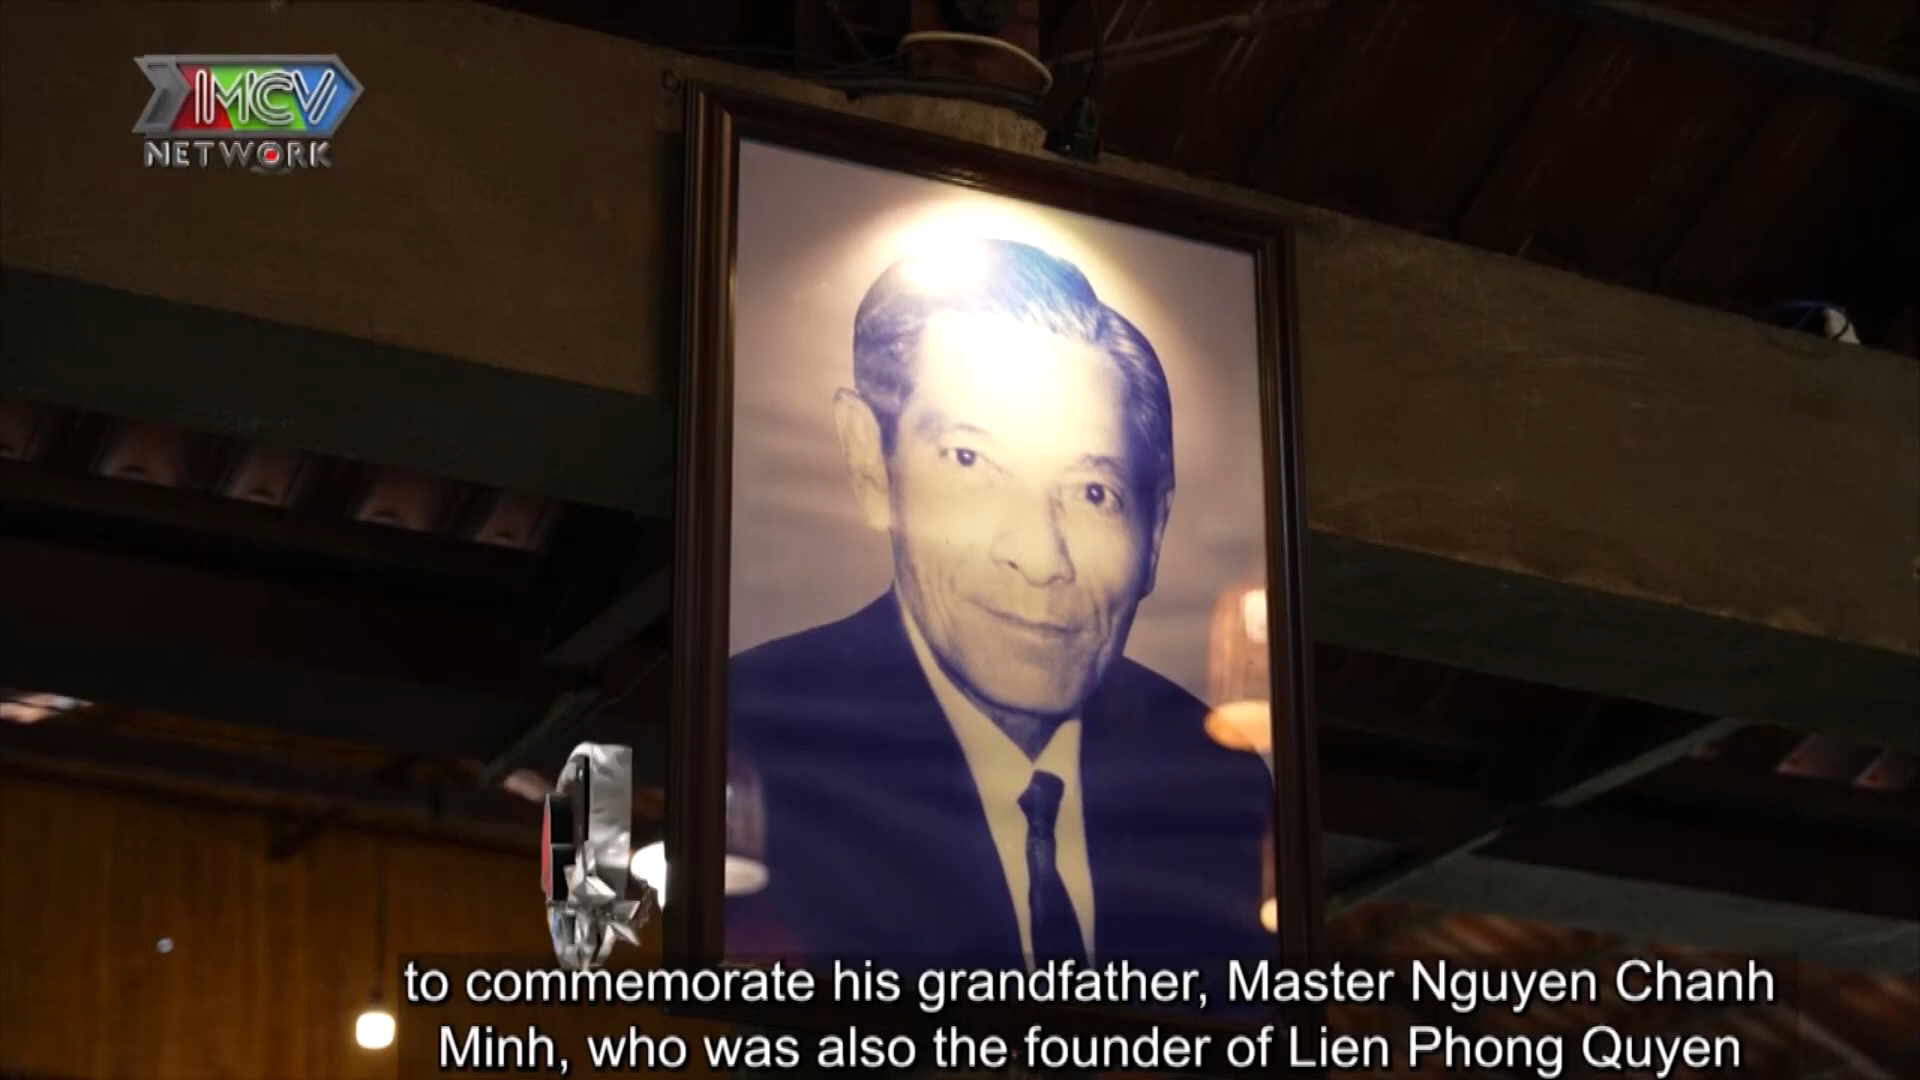 MCV
NETWORK
to commemorate his grandfather, Master Nguyen Chanh
Minh, who was also the founder of Lien Phong Quyen